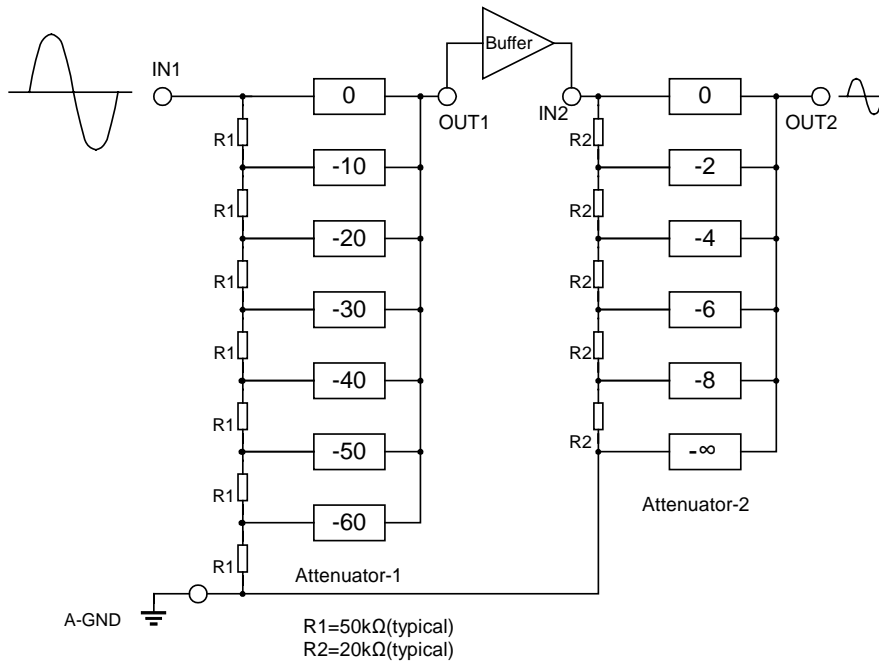 Buffer
IN1
0
OUT1
IN2
0
OUT2
R1
R2
-10
-2
R1
R2
-20
-4
R1
R2
-30
-6
R1
R2
-40
-8
R1
R2
-50
-∞
R1
Attenuator-2
-60
R1
Attenuator-1
A-GND
R1=50kΩ(typical)
R2=20kΩ(typical)